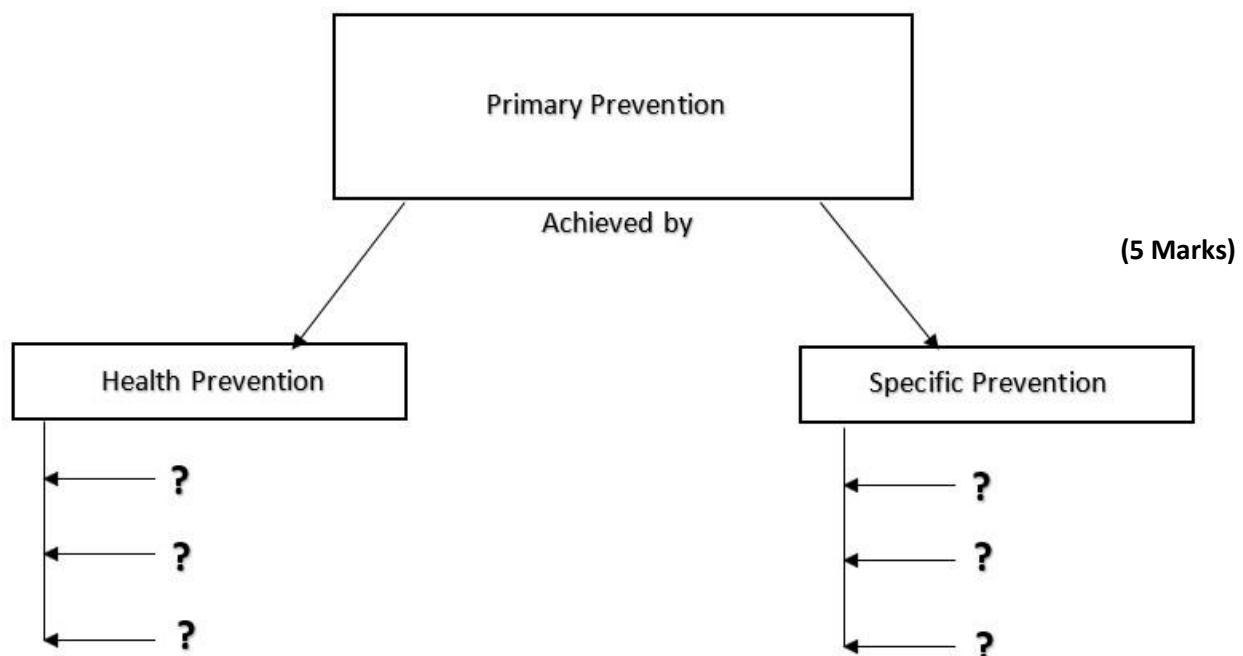 Primary Prevention
Achieved by
(5 Marks)
Health Prevention
Specific Prevention
?
?
?
?
?
?